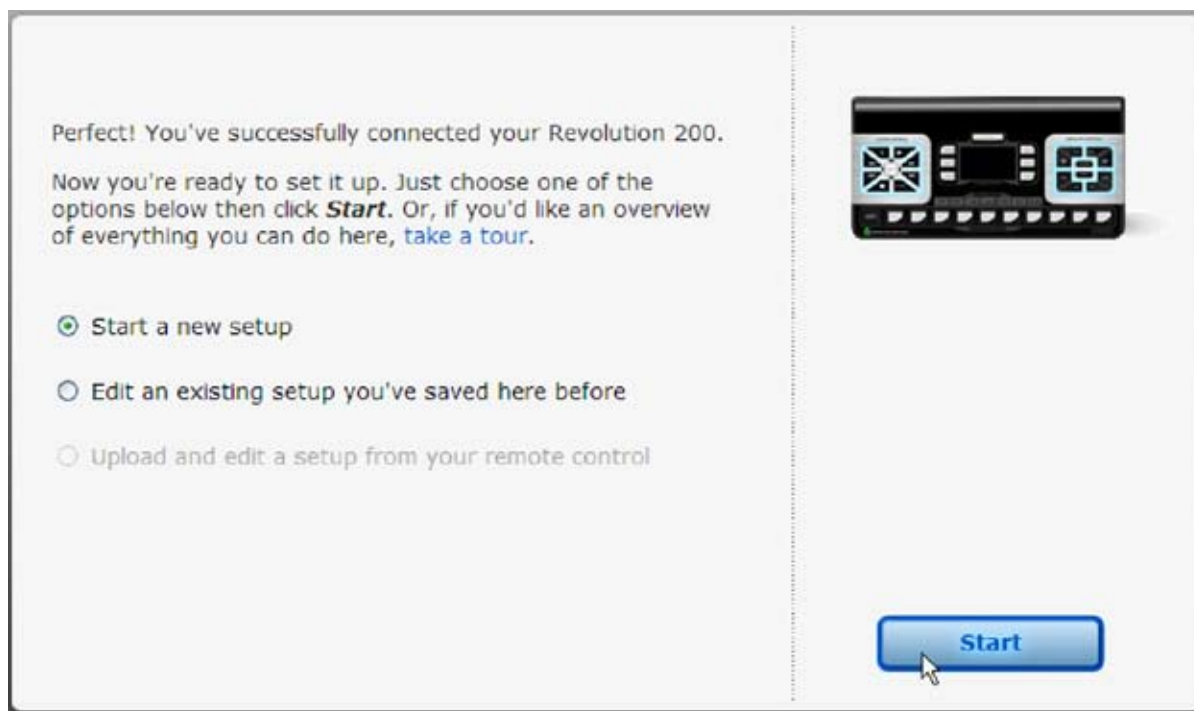 Perfect! You've successfully connected your Revolution 200.
Now you're ready to set it up. Just choose one of the
options below then click Start. Or, if you'd like an overview
of everything you can do here, take a tour.
Start a new setup
Edit an existing setup you've saved here before
Upload and edit a setup from your remote control
Start